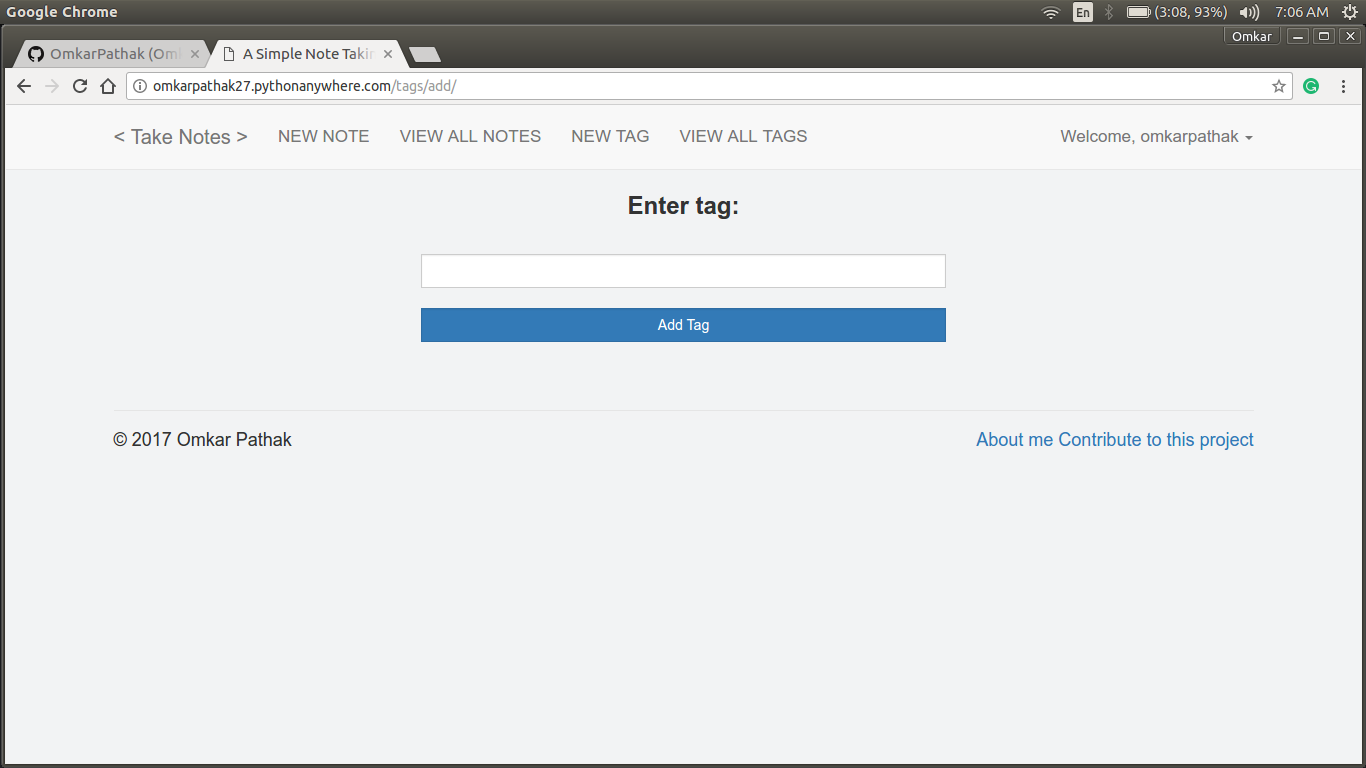 Google Chrome En (3:08, 93%) 7:06 AM
Omkar
OmkarPathak (Om A Simple Note Takin
omkarpathak27.pythonanywhere.com/tags/add/
< Take Notes > NEW NOTE VIEW ALL NOTES NEW TAG VIEW ALL TAGS Welcome, omkarpathak
Enter tag:
Add Tag
© 2017 Omkar Pathak About me Contribute to this project